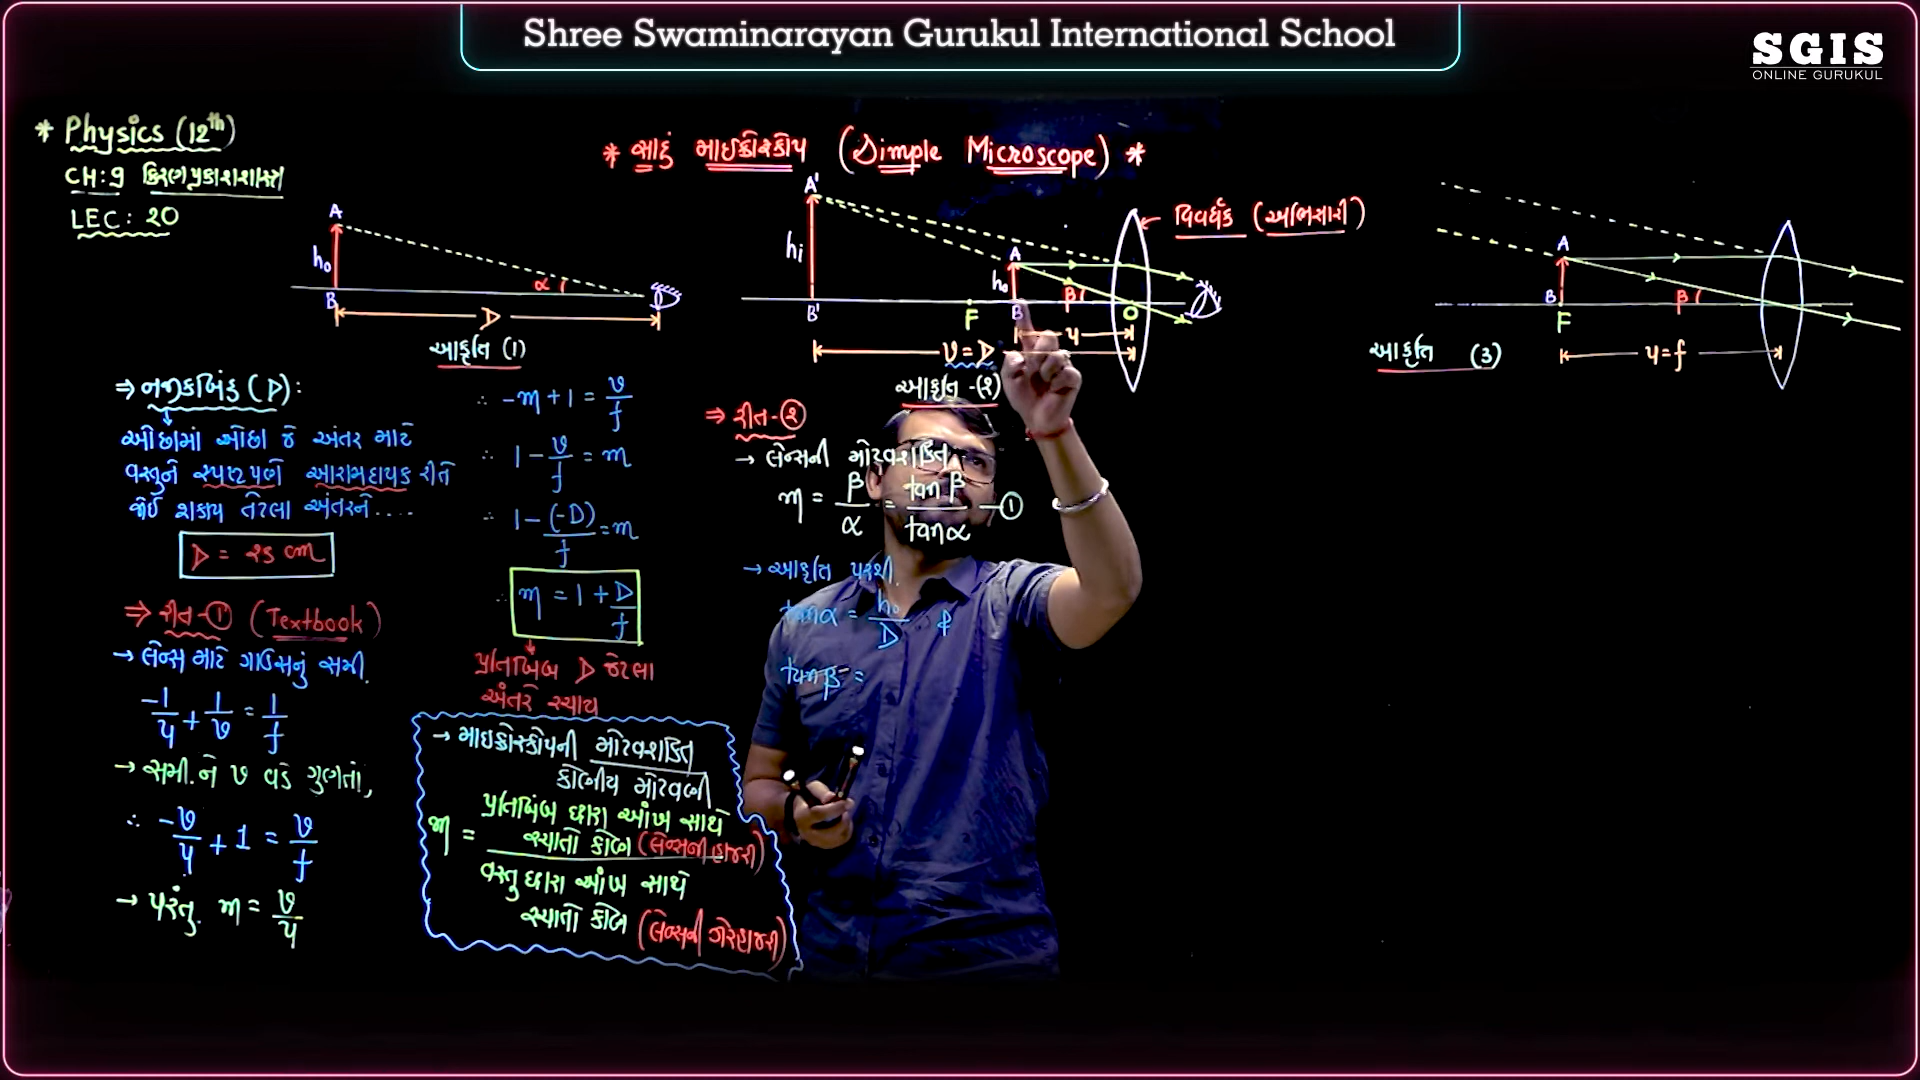 Shree Swaminarayan Gurukul International School
SGIS
ONLINE GURUKUL
* Physics (12th)
CH:9 કિરણપ્રકાશશાસ્ત્ર
LEC: 20
* સાદું માઈક્રોસ્કોપ (Simple Microscope) *
A
h₀
B
α
D
આકૃતિ (1)
A'
hi
B'
F
A
h₀
B
β
O
u
v = D
આકૃતિ-(૨)
વિવર્ધક (અભિસારી)
A
B
F
β
u = f
આકૃતિ (3)
⇒ નજીકબિંદુ (D) :
ઓછામાં ઓછા જે અંતર માટે
વસ્તુને સ્પષ્ટપણે આરામદાયક રીતે
જોઈ શકાય તેટલા અંતરને ....
D = ૨૫ cm
⇒ રીત-① (Textbook)
→ લેન્સ માટે ગાઉસનું સમી.
-1/u + 1/v = 1/f
→ સમી.ને v વડે ગુણતાં,
∴ -v/u + 1 = v/f
→ પરંતુ. m = v/u
∴ -m + 1 = v/f
∴ 1 - v/f = m
∴ 1 - (-D)/f = m
∴ m = 1 + D/f
પ્રતિબિંબ D જેટલા
અંતરે રચાય
→ માઇક્રોસ્કોપની મોટવશક્તિ
કોણીય મોટવણી
m = પ્રતિબિંબ દ્વારા આંખ સાથે
રચાતો કોણ (લેન્સની હાજરી)
વસ્તુ દ્વારા આંખ સાથે
રચાતો કોણ (લેન્સની ગેરહાજરી)
⇒ રીત-②
→ લેન્સની મોટવશક્તિ
m = β/α = tan β/tan α —①
→ આકૃતિ પરથી.
tan α = h₀/D &
tan β =